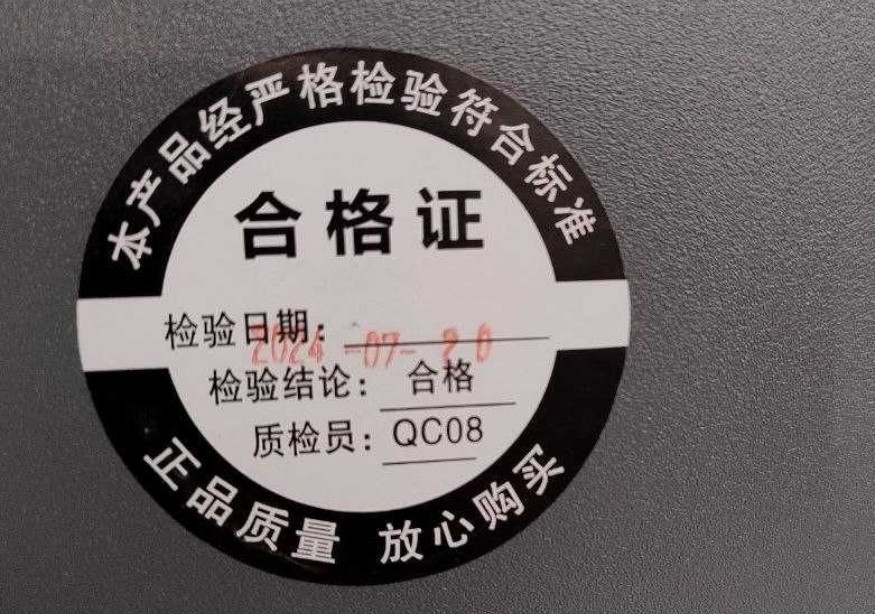 本产品经严格检验符合标准
合格证
检验日期：2024-07-20
检验结论：合格
质检员：QC08
正品质量 放心购买